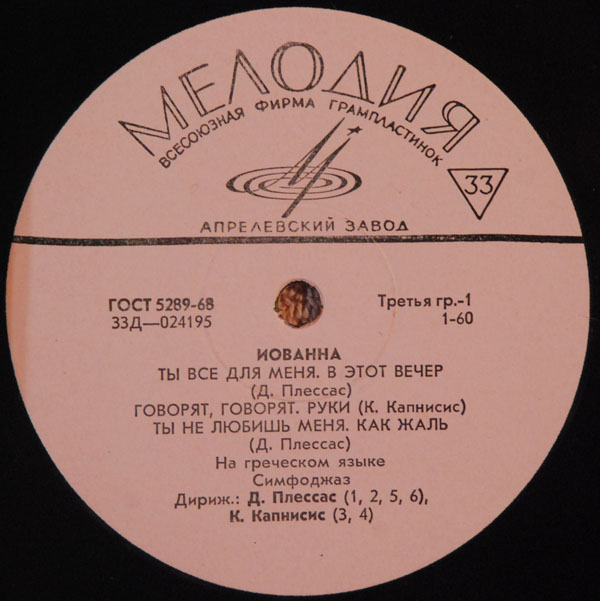 МЕЛОДИЯ
ВСЕСОЮЗНАЯ ФИРМА ГРАМПЛАСТИНОК
33
АПРЕЛЕВСКИЙ ЗАВОД
ГОСТ 5289-68
33Д—024195
Третья гр.-1
1-60
ИОВАННА
ТЫ ВСЕ ДЛЯ МЕНЯ. В ЭТОТ ВЕЧЕР
(Д. Плессас)
ГОВОРЯТ, ГОВОРЯТ. РУКИ (К. Капнисис)
ТЫ НЕ ЛЮБИШЬ МЕНЯ. КАК ЖАЛЬ
(Д. Плессас)
На греческом языке
Симфоджаз
Дириж.: Д. Плессас (1, 2, 5, 6),
К. Капнисис (3, 4)